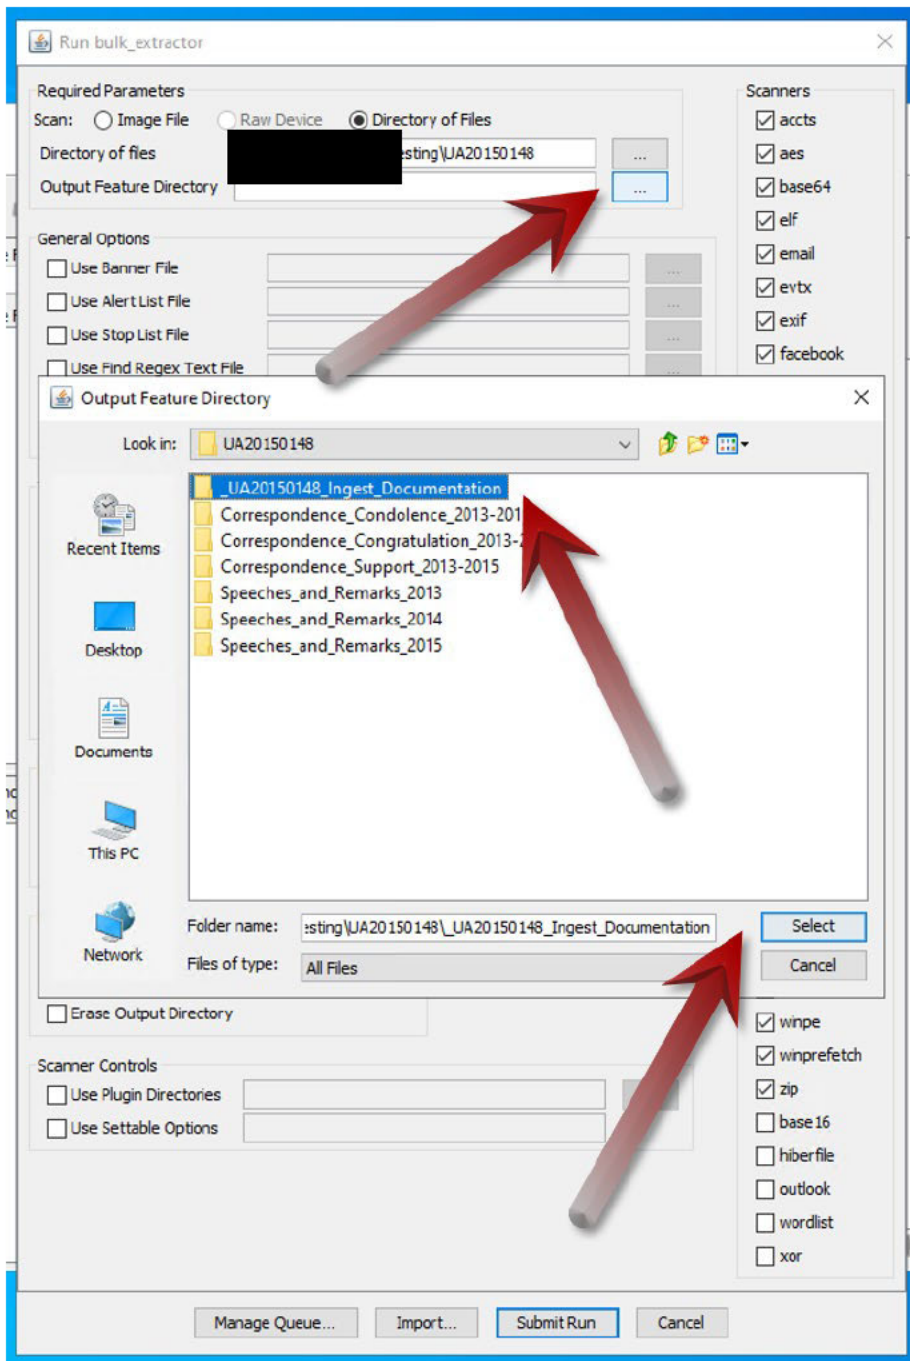 Run bulk_extractor
Required Parameters
Scan: Image File Raw Device Directory of Files
Directory of files esting\UA20150148 ...
Output Feature Directory ...
General Options
Use Banner File ...
Use Alert List File ...
Use Stop List File ...
Use Find Regex Text File ...
Scanners
accts
aes
base64
elf
email
evtx
exif
facebook
Output Feature Directory
Look in: UA20150148
_UA20150148_Ingest_Documentation
Correspondence_Condolence_2013-201
Correspondence_Congratulation_2013-2
Correspondence_Support_2013-2015
Speeches_and_Remarks_2013
Speeches_and_Remarks_2014
Speeches_and_Remarks_2015
Recent Items
Desktop
Documents
This PC
Network
Folder name: esting\UA20150148\_UA20150148_Ingest_Documentation Select
Files of type: All Files Cancel
Erase Output Directory
Scanner Controls
Use Plugin Directories
Use Settable Options
winpe
winprefetch
zip
base16
hiberfile
outlook
wordlist
xor
Manage Queue... Import... Submit Run Cancel